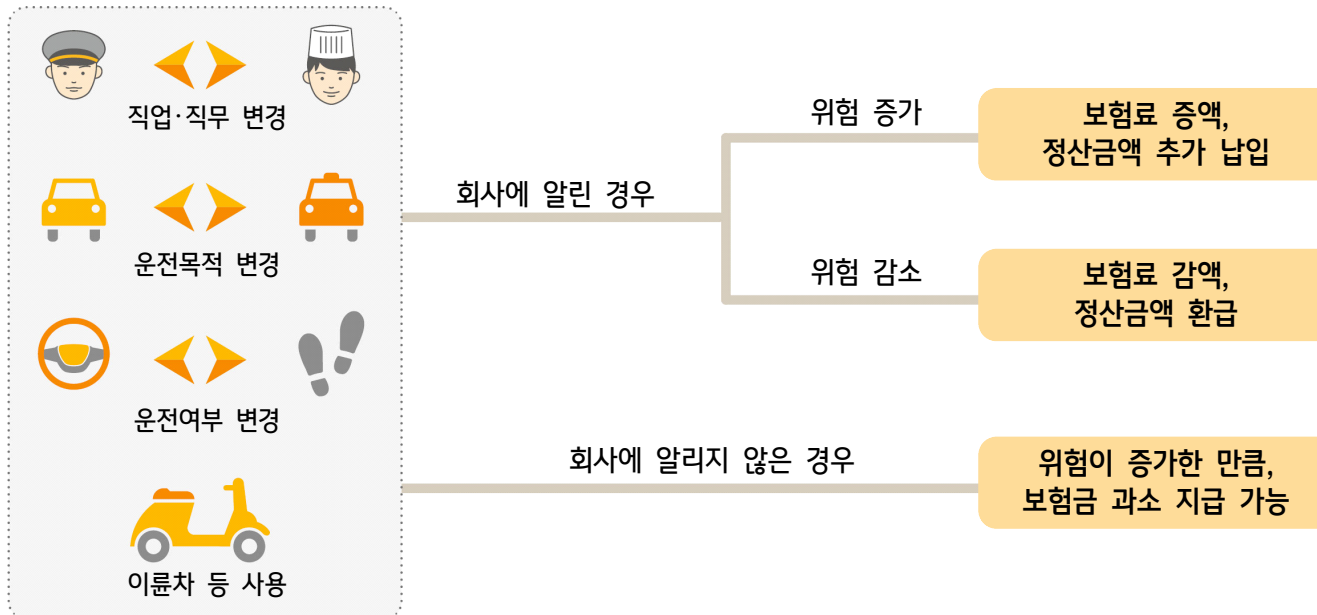 직업·직무 변경
운전목적 변경
운전여부 변경
이륜차 등 사용
회사에 알린 경우
위험 증가
보험료 증액,
정산금액 추가 납입
위험 감소
보험료 감액,
정산금액 환급
회사에 알리지 않은 경우
위험이 증가한 만큼,
보험금 과소 지급 가능